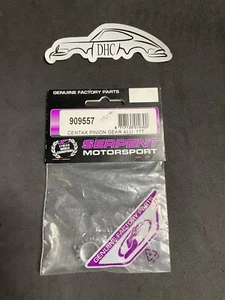 DHC
GENUINE FACTORY PARTS
909557
CENTAX PINION GEAR ALU 17T
SERPENT
MOTORSPORT
GENUINE FACTORY PARTS